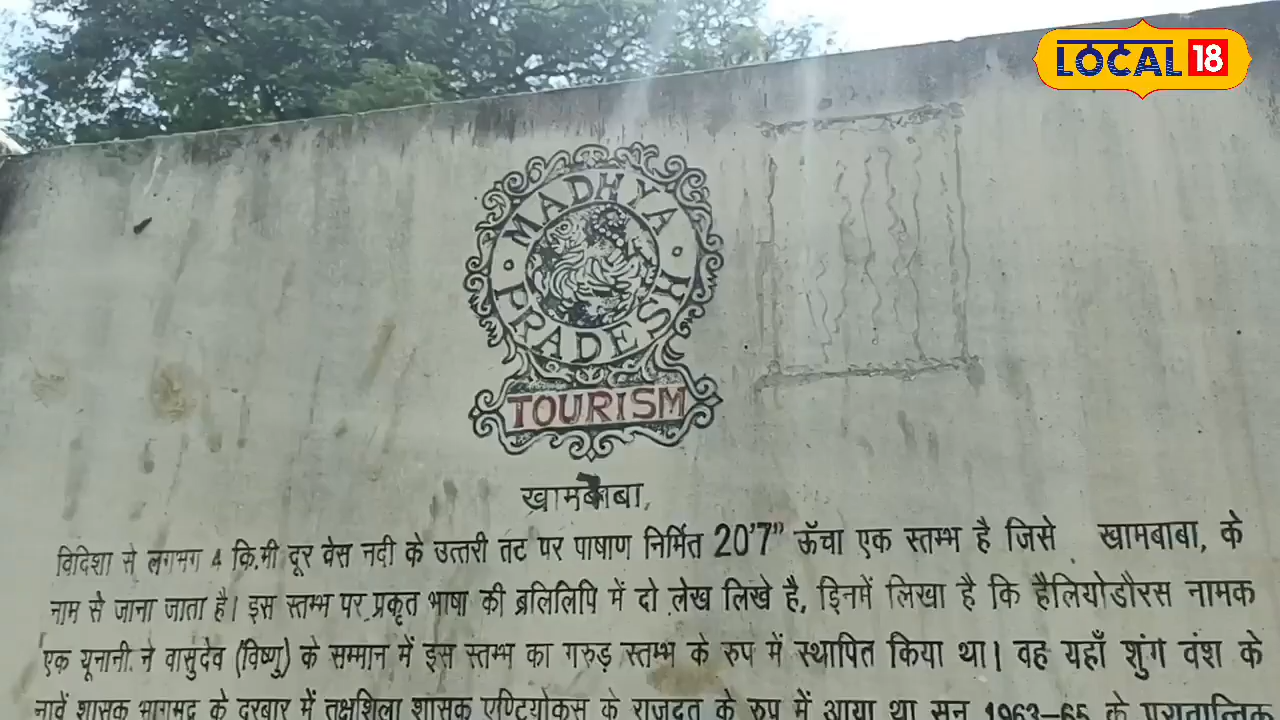 LOCAL 18
MADHYA
PRADESH
TOURISM
खामबाबा,
विदिशा से लगभग 4 कि.मी दूर वेस नदी के उत्तरी तट पर पाषाण निर्मित 20'7" ऊँचा एक स्तम्भ है जिसे खामबाबा, के
नाम से जाना जाता है। इस स्तम्भ पर प्रकृत भाषा की ब्रलिलिपि में दो लेख लिखे है, इिनमें लिखा है कि हैलियोडौरस नामक
एक यूनानी ने वासुदेव (विष्णु) के सम्मान में इस स्तम्भ का गरुड़ स्तम्भ के रुप में स्थापित किया था। वह यहाँ शुंग वंश के
नावें शासक भागभद्र के दरबार में तक्षशिला शासक एण्टियोकस के राजदूत के रुप में आया था सन 1963-65 के पुरातात्विक